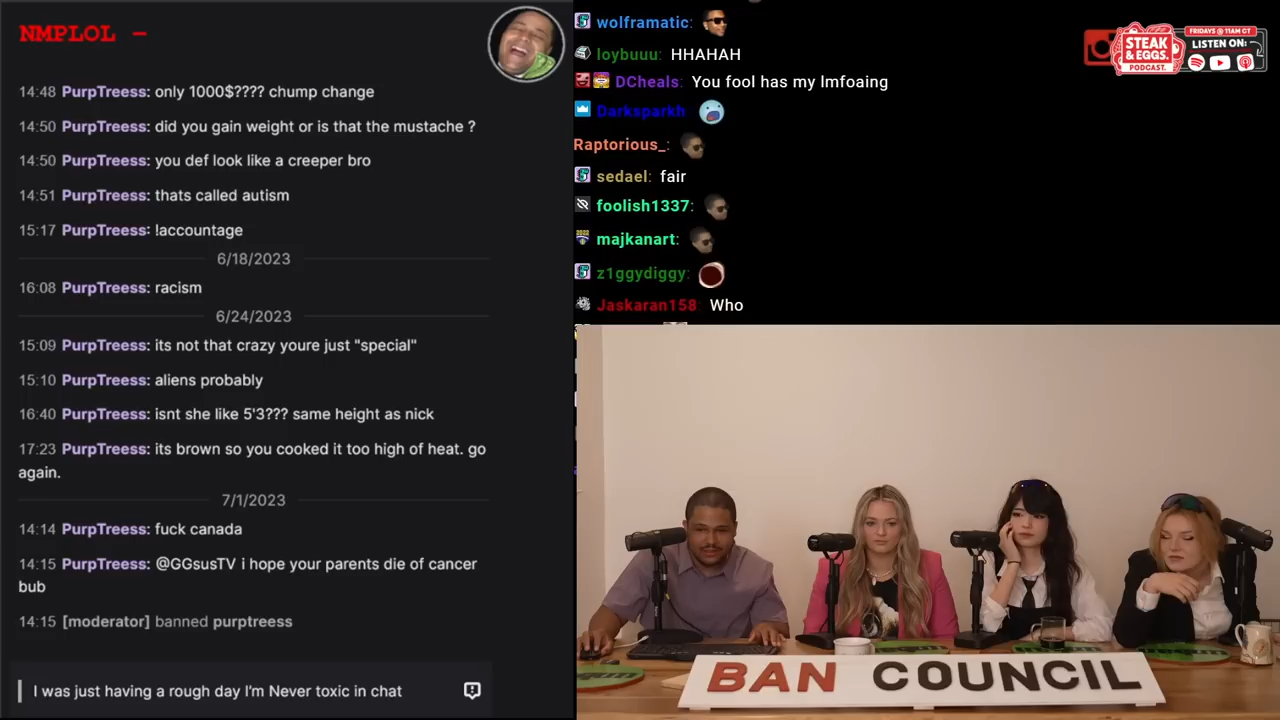 NMPLOL –
14:48 PurpTreess: only 1000$???? chump change
14:50 PurpTreess: did you gain weight or is that the mustache ?
14:50 PurpTreess: you def look like a creeper bro
14:51 PurpTreess: thats called autism
15:17 PurpTreess: !accountage
6/18/2023
16:08 PurpTreess: racism
6/24/2023
15:09 PurpTreess: its not that crazy youre just "special"
15:10 PurpTreess: aliens probably
16:40 PurpTreess: isnt she like 5'3??? same height as nick
17:23 PurpTreess: its brown so you cooked it too high of heat. go
again.
7/1/2023
14:14 PurpTreess: fuck canada
14:15 PurpTreess: @GGsusTV i hope your parents die of cancer
bub
14:15 [moderator] banned purptreess
I was just having a rough day I'm Never toxic in chat
wolframatic:
loybuuu: HHAHAH
DCheals: You fool has my lmfoaing
Darksparkh
Raptorious_:
sedael: fair
foolish1337:
majkanart:
z1ggydiggy:
Jaskaran158 Who
STEAK
& EGGS.
PODCAST.
FRIDAYS @ 11AM CT
LISTEN ON:
BAN COUNCIL